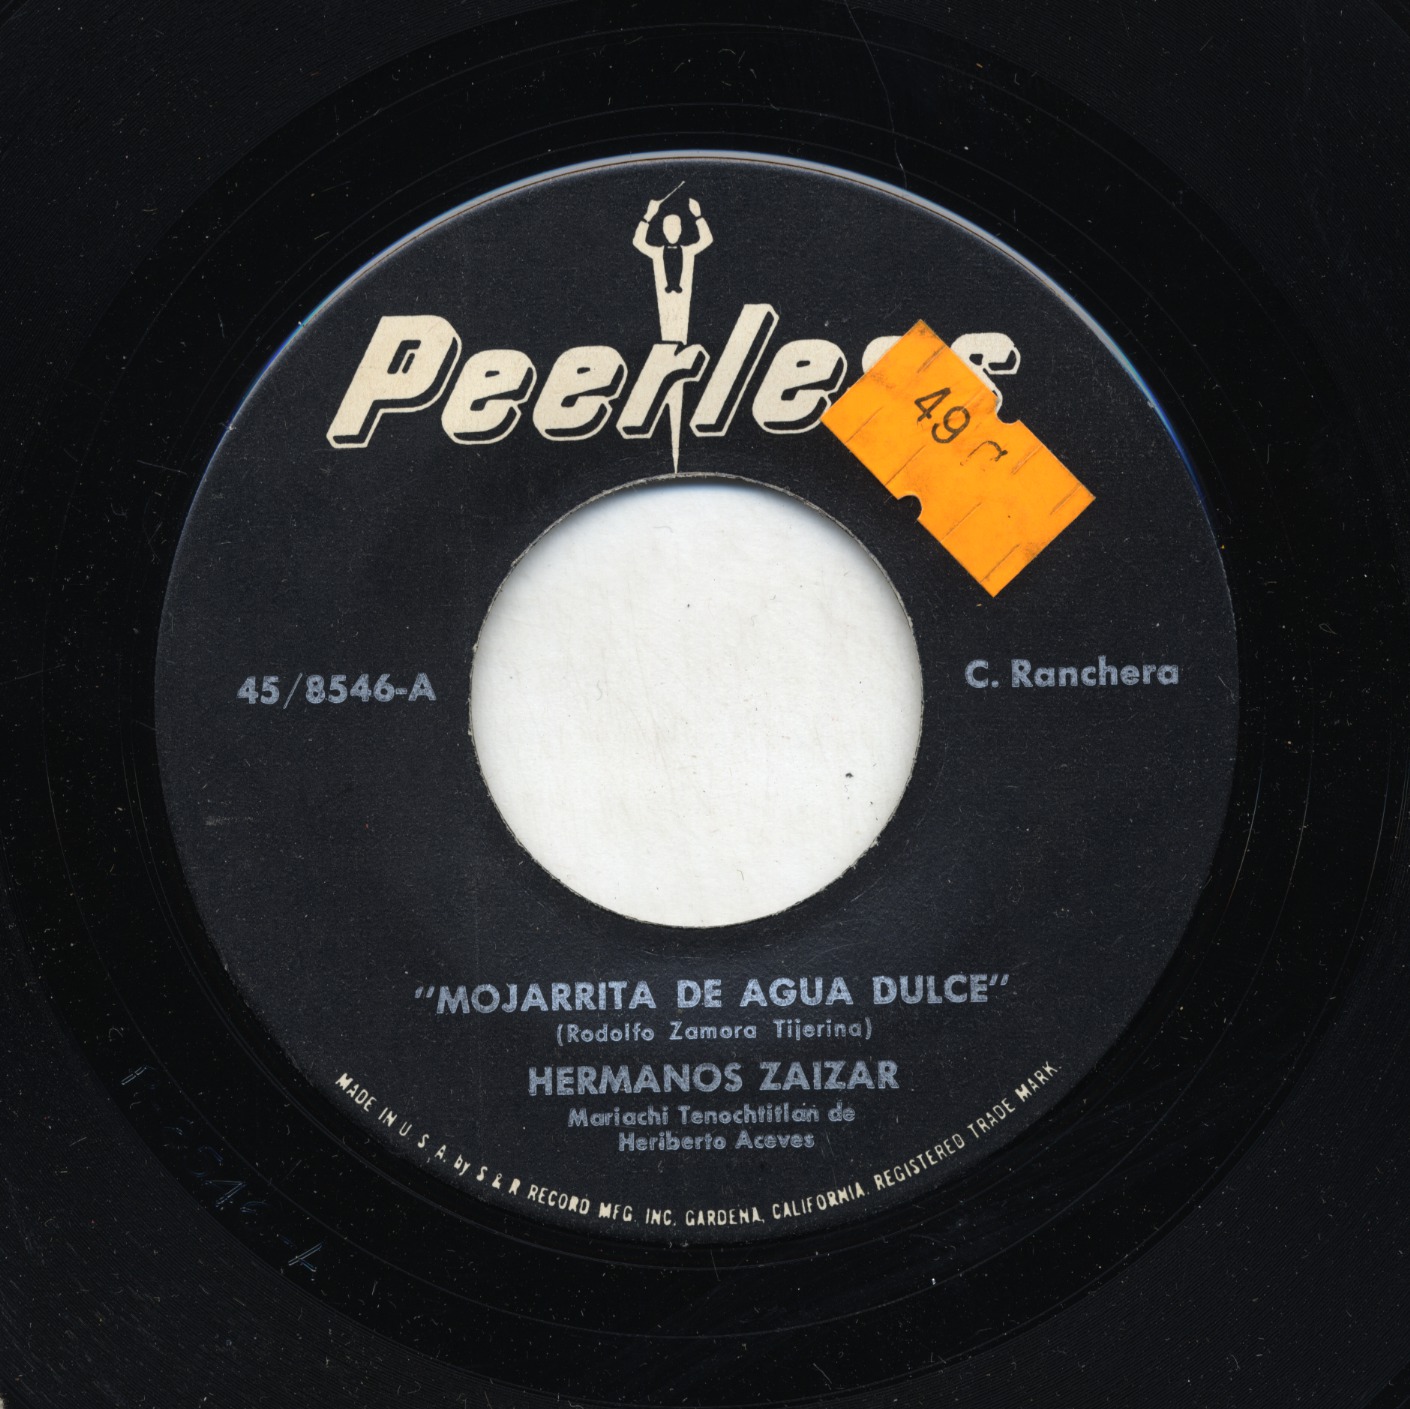 Peerless
49
45/8546-A
C. Ranchera
"MOJARRITA DE AGUA DULCE"
(Rodolfo Zamora Tijerina)
HERMANOS ZAIZAR
Mariachi Tenochtitlan de
Heriberto Aceves
MADE IN U.S.A. by S & R RECORD MFG. INC. GARDENA, CALIFORNIA. REGISTERED TRADE MARK